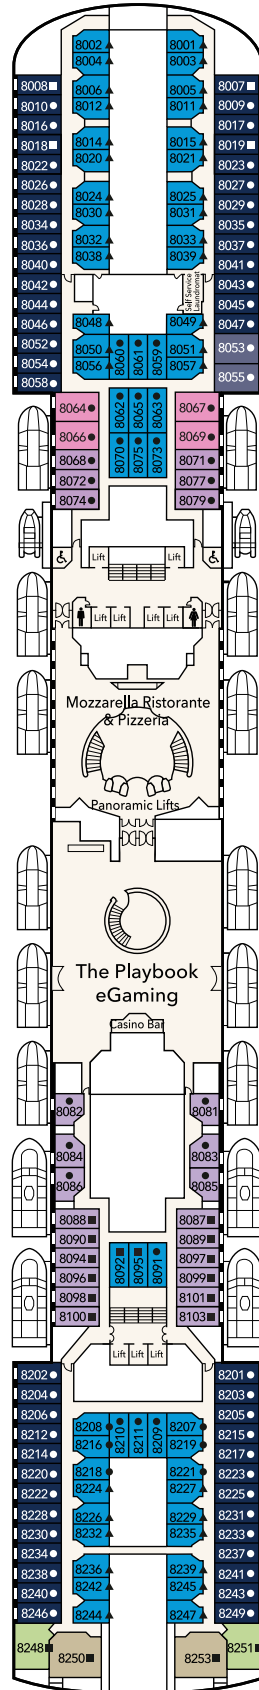 8002 8001
8004 8003
8008 8006 8005 8007
8010 8012 8011 8009
8016 8017
8018 8014 8015 8019
8022 8020 8021 8023
8026 8024 8025 8027
8028 8030 8031 8029
8034 8035
8036 8032 8033 8037
8040 8038 8039 8041
8042 8043
8044 8045
Self Service
Laundromat
8046 8048 8049 8047
8052 8050 8060 8061 8059 8051 8053
8054 8056 8057 8055
8058
8064 8062 8065 8063 8067
8066 8069
8068 8070 8075 8073 8071
8072 8077
8074 8079
Lift Lift
Lift Lift Lift Lift
Mozzarella Ristorante
& Pizzeria
Panoramic Lifts
The Playbook
eGaming
Casino Bar
8082 8081
8084 8083
8086 8085
8088 8087
8090 8089
8094 8092 8095 8091 8097
8096 8099
8098 8101
8100 8103
Lift Lift Lift
8202 8201
8204 8203
8206 8205
8212 8208 8210 8211 8209 8207 8215
8214 8216 8219 8217
8220 8218 8221 8223
8222 8224 8227 8225
8228 8226 8229 8231
8230 8232 8235 8233
8234 8237
8238 8236 8239 8241
8240 8242 8245 8243
8246 8244 8247 8249
8248 8250 8253 8251